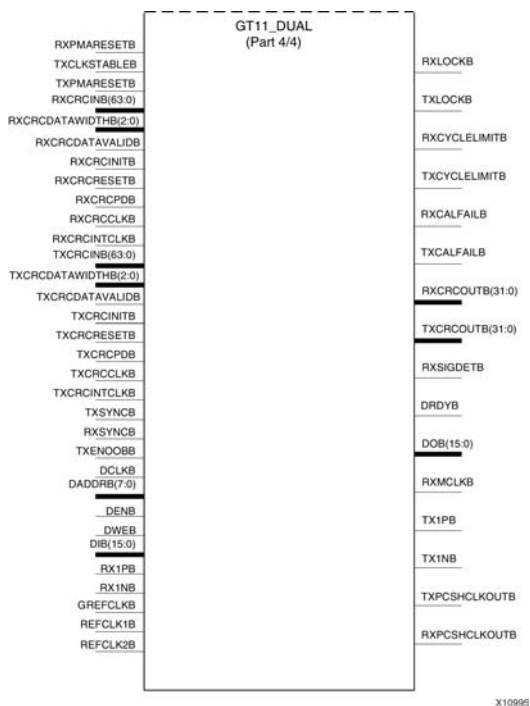 GT11_DUAL
(Part 4/4)
RXPMARESETB
TXCLKSTABLEB
TXPMARESETB
RXCRCINB(63:0)
RXCRCDATAWIDTHB(2:0)
RXCRCDATAVALIDB
RXCRCINITB
RXCRCRESETB
RXCRCPDB
RXCRCCLKB
RXCRCINTCLKB
TXCRCINB(63:0)
TXCRCDATAWIDTHB(2:0)
TXCRCDATAVALIDB
TXCRCINITB
TXCRCRESETB
TXCRCPDB
TXCRCCLKB
TXCRCINTCLKB
TXSYNCB
RXSYNCB
TXENOOBB
DCLKB
DADDRB(7:0)
DENB
DWEB
DIB(15:0)
RX1PB
RX1NB
GREFCLKB
REFCLK1B
REFCLK2B
RXLOCKB
TXLOCKB
RXCYCLELIMITB
TXCYCLELIMITB
RXCALFAILB
TXCALFAILB
RXCRCOUTB(31:0)
TXCRCOUTB(31:0)
RXSIGDETB
DRDYB
DOB(15:0)
RXMCLKB
TX1PB
TX1NB
TXPCSHCLKOUTB
RXPCSHCLKOUTB
X10995